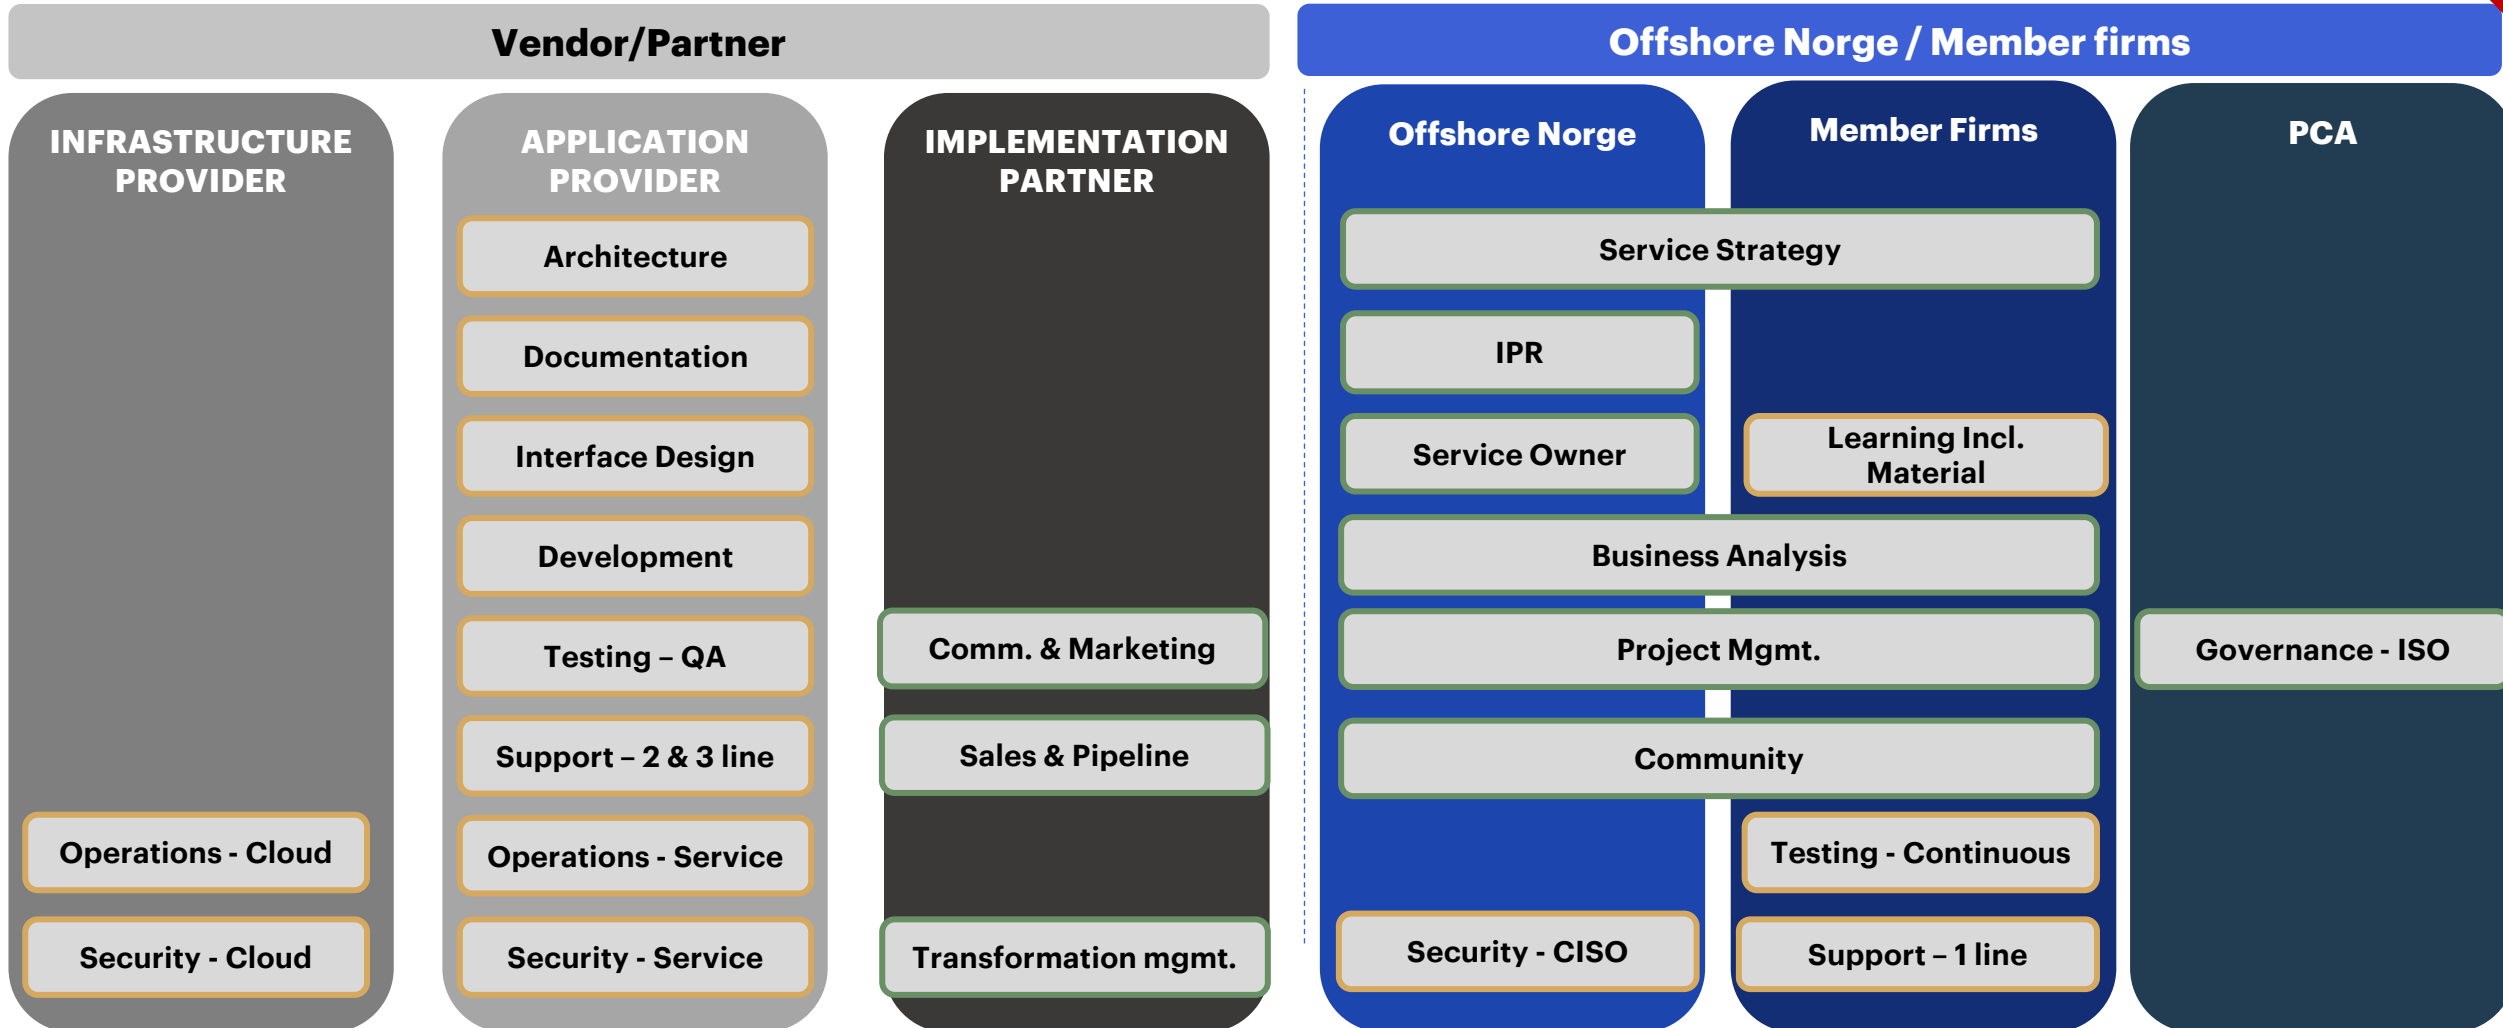 Vendor/Partner
Offshore Norge / Member firms
INFRASTRUCTURE
PROVIDER
Operations - Cloud
Security - Cloud
APPLICATION
PROVIDER
Architecture
Documentation
Interface Design
Development
Testing – QA
Support – 2 & 3 line
Operations - Service
Security - Service
IMPLEMENTATION
PARTNER
Comm. & Marketing
Sales & Pipeline
Transformation mgmt.
Offshore Norge
Member Firms
Service Strategy
IPR
Service Owner
Learning Incl.
Material
Business Analysis
Project Mgmt.
Community
Testing - Continuous
Security - CISO
Support – 1 line
PCA
Governance - ISO